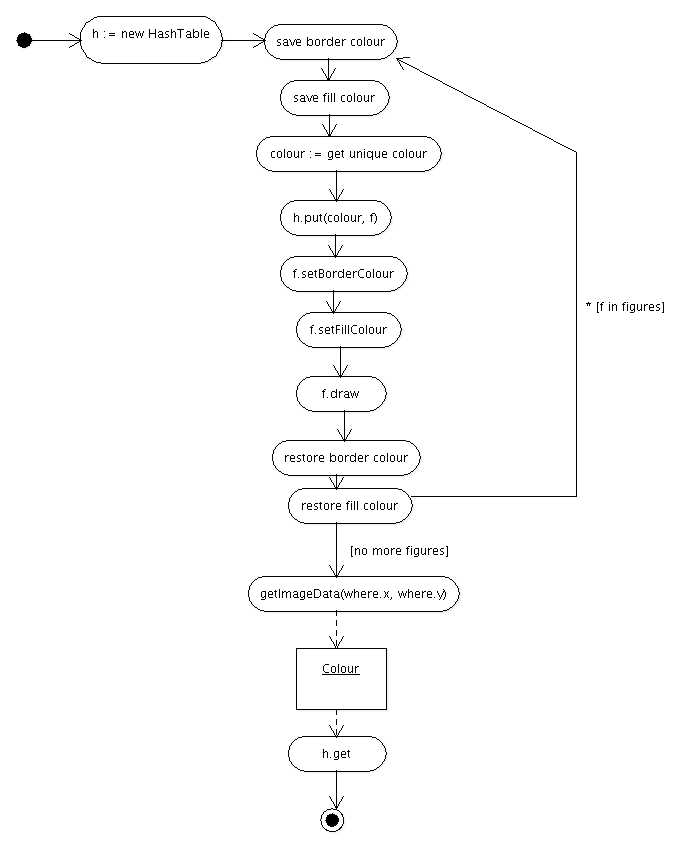 h := new HashTable
save border colour
save fill colour
colour := get unique colour
h.put(colour, f)
f.setBorderColour
f.setFillColour
* [f in figures]
f.draw
restore border colour
restore fill colour
[no more figures]
getImageData(where.x, where.y)
Colour
h.get